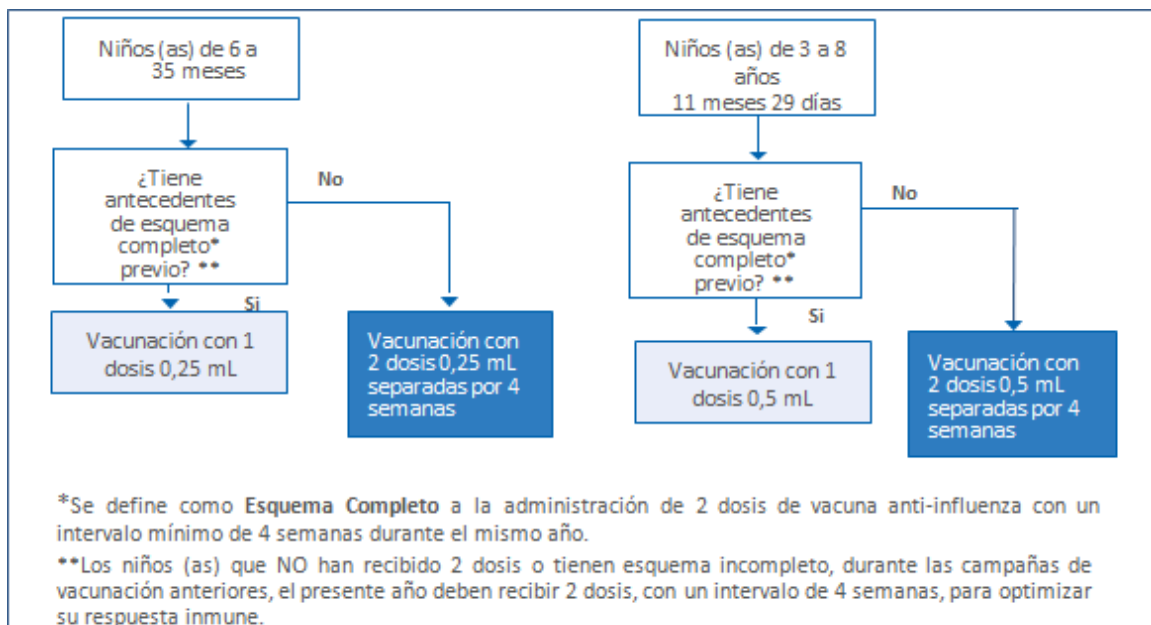 Niños (as) de 6 a
35 meses
¿Tiene
antecedentes
de esquema
completo*
previo? **
No
Si
Vacunación con 1
dosis 0,25 mL
Vacunación con
2 dosis 0,25 mL
separadas por 4
semanas
Niños (as) de 3 a 8
años
11 meses 29 días
¿Tiene
antecedentes
de esquema
completo*
previo? **
No
Si
Vacunación con 1
dosis 0,5 mL
Vacunación con
2 dosis 0,5 mL
separadas por 4
semanas
*Se define como Esquema Completo a la administración de 2 dosis de vacuna anti-influenza con un
intervalo mínimo de 4 semanas durante el mismo año.
**Los niños (as) que NO han recibido 2 dosis o tienen esquema incompleto, durante las campañas de
vacunación anteriores, el presente año deben recibir 2 dosis, con un intervalo de 4 semanas, para optimizar
su respuesta inmune.